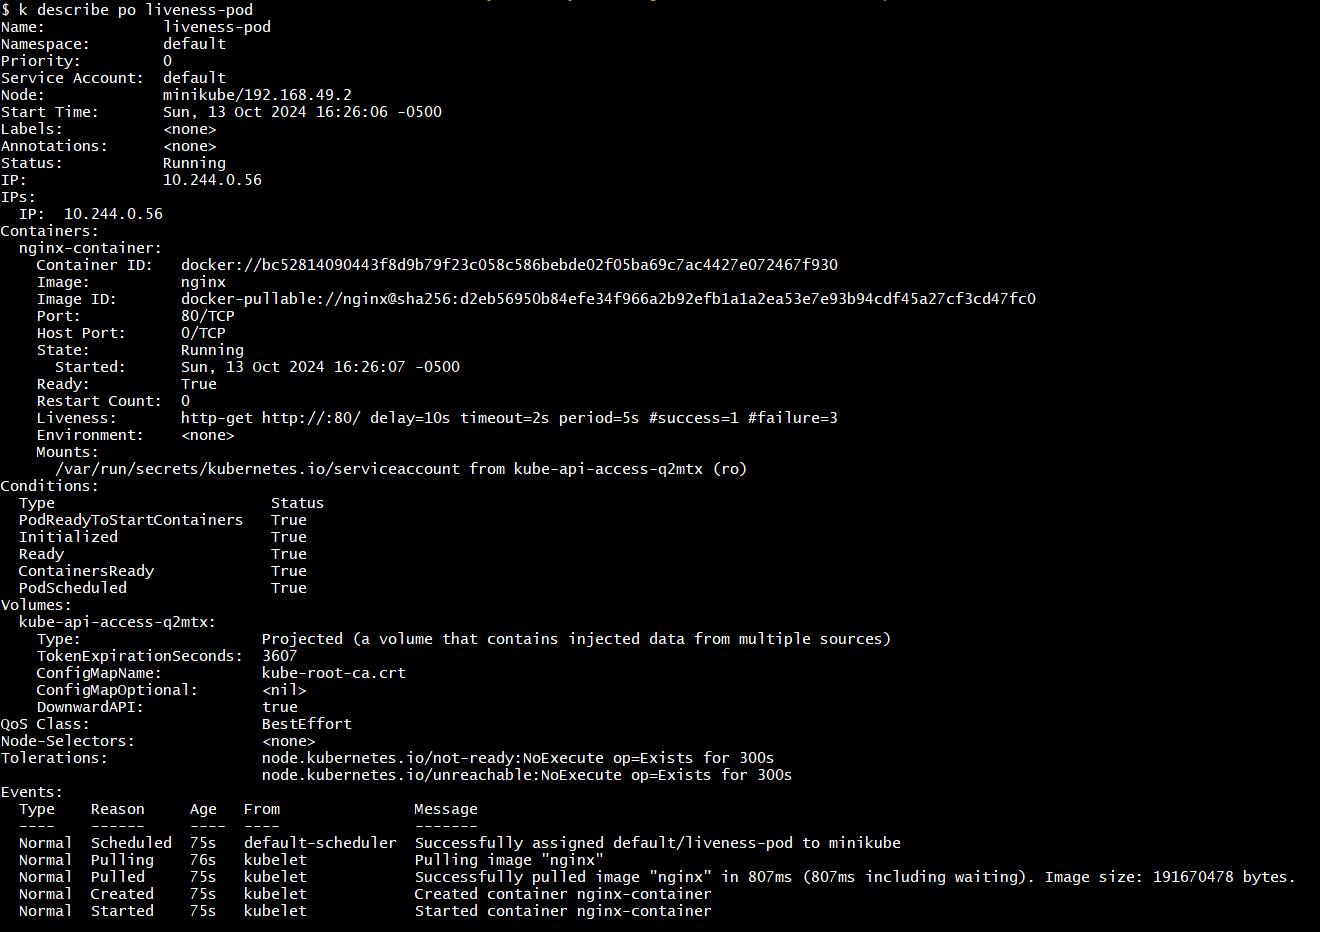 $ k describe po liveness-pod
Name:             liveness-pod
Namespace:        default
Priority:         0
Service Account:  default
Node:             minikube/192.168.49.2
Start Time:       Sun, 13 Oct 2024 16:26:06 -0500
Labels:           <none>
Annotations:      <none>
Status:           Running
IP:               10.244.0.56
IPs:
  IP:  10.244.0.56
Containers:
  nginx-container:
    Container ID:   docker://bc52814090443f8d9b79f23c058c586bebde02f05ba69c7ac4427e072467f930
    Image:          nginx
    Image ID:       docker-pullable://nginx@sha256:d2eb56950b84efe34f966a2b92efb1a1a2ea53e7e93b94cdf45a27cf3cd47fc0
    Port:           80/TCP
    Host Port:      0/TCP
    State:          Running
      Started:      Sun, 13 Oct 2024 16:26:07 -0500
    Ready:          True
    Restart Count:  0
    Liveness:       http-get http://:80/ delay=10s timeout=2s period=5s #success=1 #failure=3
    Environment:    <none>
    Mounts:
      /var/run/secrets/kubernetes.io/serviceaccount from kube-api-access-q2mtx (ro)
Conditions:
  Type                        Status
  PodReadyToStartContainers   True
  Initialized                 True
  Ready                       True
  ContainersReady             True
  PodScheduled                True
Volumes:
  kube-api-access-q2mtx:
    Type:                    Projected (a volume that contains injected data from multiple sources)
    TokenExpirationSeconds:  3607
    ConfigMapName:           kube-root-ca.crt
    ConfigMapOptional:       <nil>
    DownwardAPI:             true
QoS Class:                   BestEffort
Node-Selectors:              <none>
Tolerations:                 node.kubernetes.io/not-ready:NoExecute op=Exists for 300s
                             node.kubernetes.io/unreachable:NoExecute op=Exists for 300s
Events:
  Type    Reason     Age   From               Message
  ----    ------     ----  ----               -------
  Normal  Scheduled  75s   default-scheduler  Successfully assigned default/liveness-pod to minikube
  Normal  Pulling    76s   kubelet            Pulling image "nginx"
  Normal  Pulled     75s   kubelet            Successfully pulled image "nginx" in 807ms (807ms including waiting). Image size: 191670478 bytes.
  Normal  Created    75s   kubelet            Created container nginx-container
  Normal  Started    75s   kubelet            Started container nginx-container